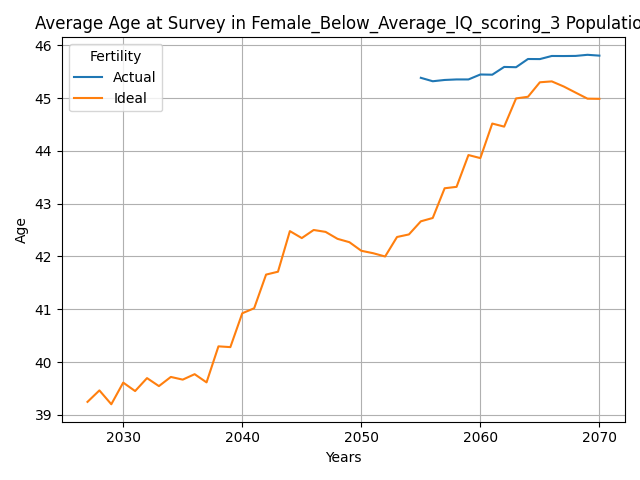 Average Age at Survey in Female_Below_Average_IQ_scoring_3 Populatio
Fertility
Actual
Ideal
46
45
44
43
42
41
40
39
Age
2030 2040 2050 2060 2070
Years